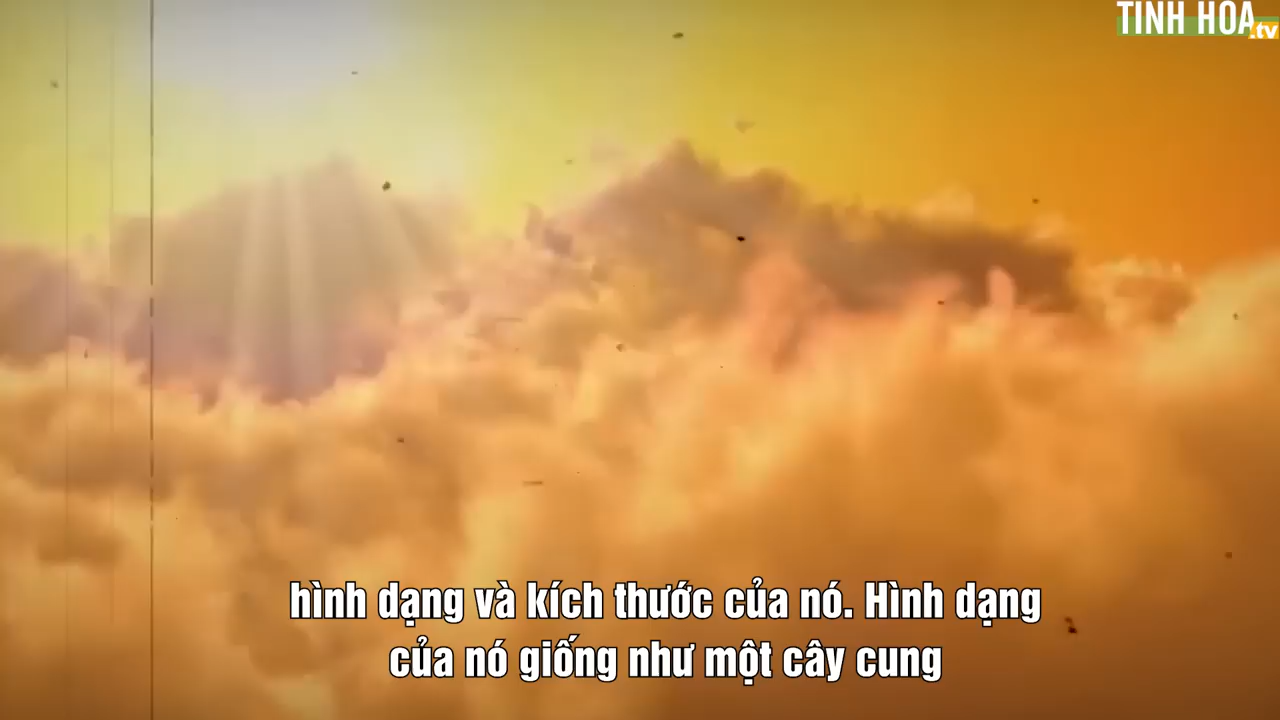 TINH HOA
.tv
hình dạng và kích thước của nó. Hình dạng
của nó giống như một cây cung